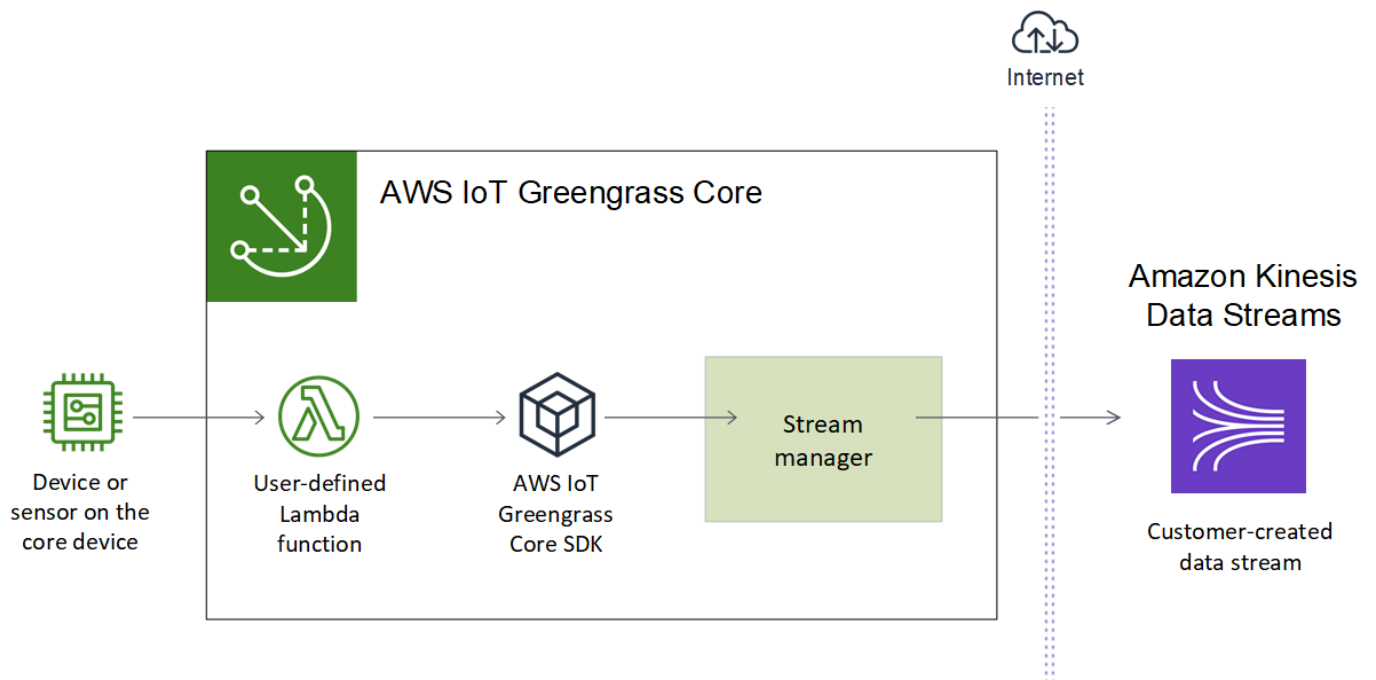 Internet
AWS IoT Greengrass Core
Amazon Kinesis
Data Streams
Stream
manager
Device or
sensor on the
core device
User-defined
Lambda
function
AWS IoT
Greengrass
Core SDK
Customer-created
data stream